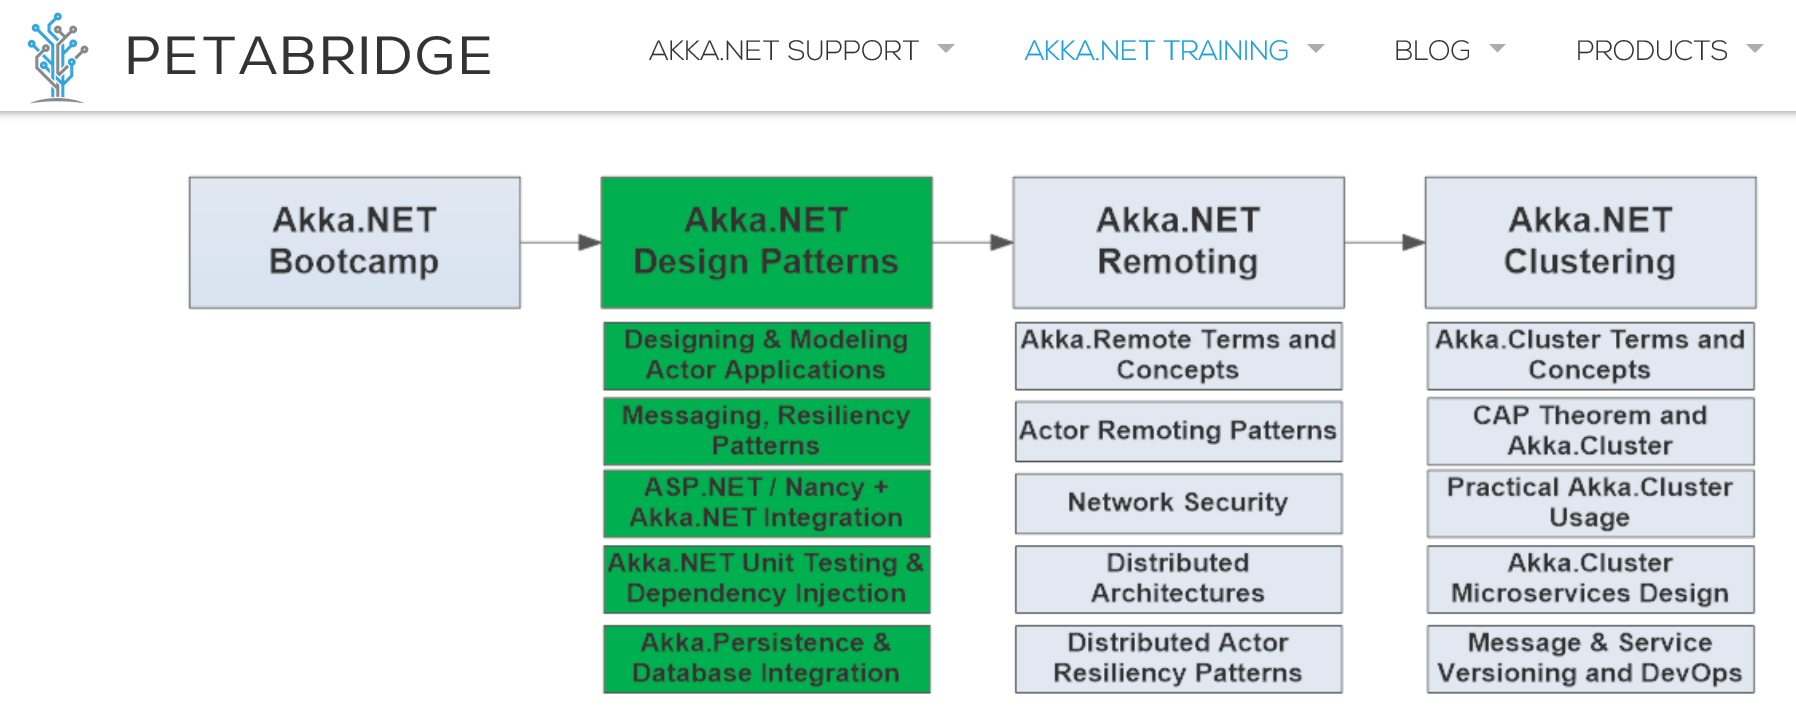 PETABRIDGE
AKKA.NET SUPPORT
AKKA.NET TRAINING
BLOG
PRODUCTS
Akka.NET
Bootcamp
Akka.NET
Design Patterns
Designing & Modeling
Actor Applications
Messaging, Resiliency
Patterns
ASP.NET / Nancy +
Akka.NET Integration
Akka.NET Unit Testing &
Dependency Injection
Akka.Persistence &
Database Integration
Akka.NET
Remoting
Akka.Remote Terms and
Concepts
Actor Remoting Patterns
Network Security
Distributed
Architectures
Distributed Actor
Resiliency Patterns
Akka.NET
Clustering
Akka.Cluster Terms and
Concepts
CAP Theorem and
Akka.Cluster
Practical Akka.Cluster
Usage
Akka.Cluster
Microservices Design
Message & Service
Versioning and DevOps